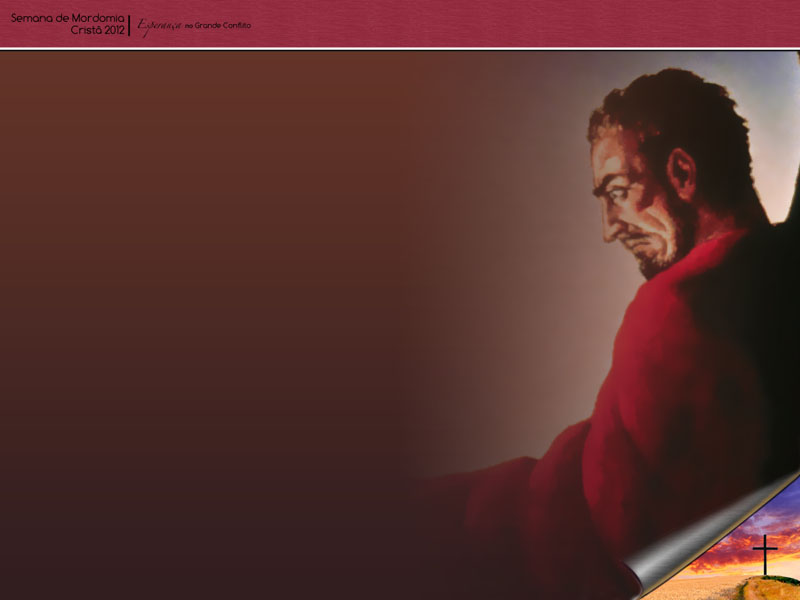 Semana de Mordomia
Cristã 2012
Esperança no Grande Conflito